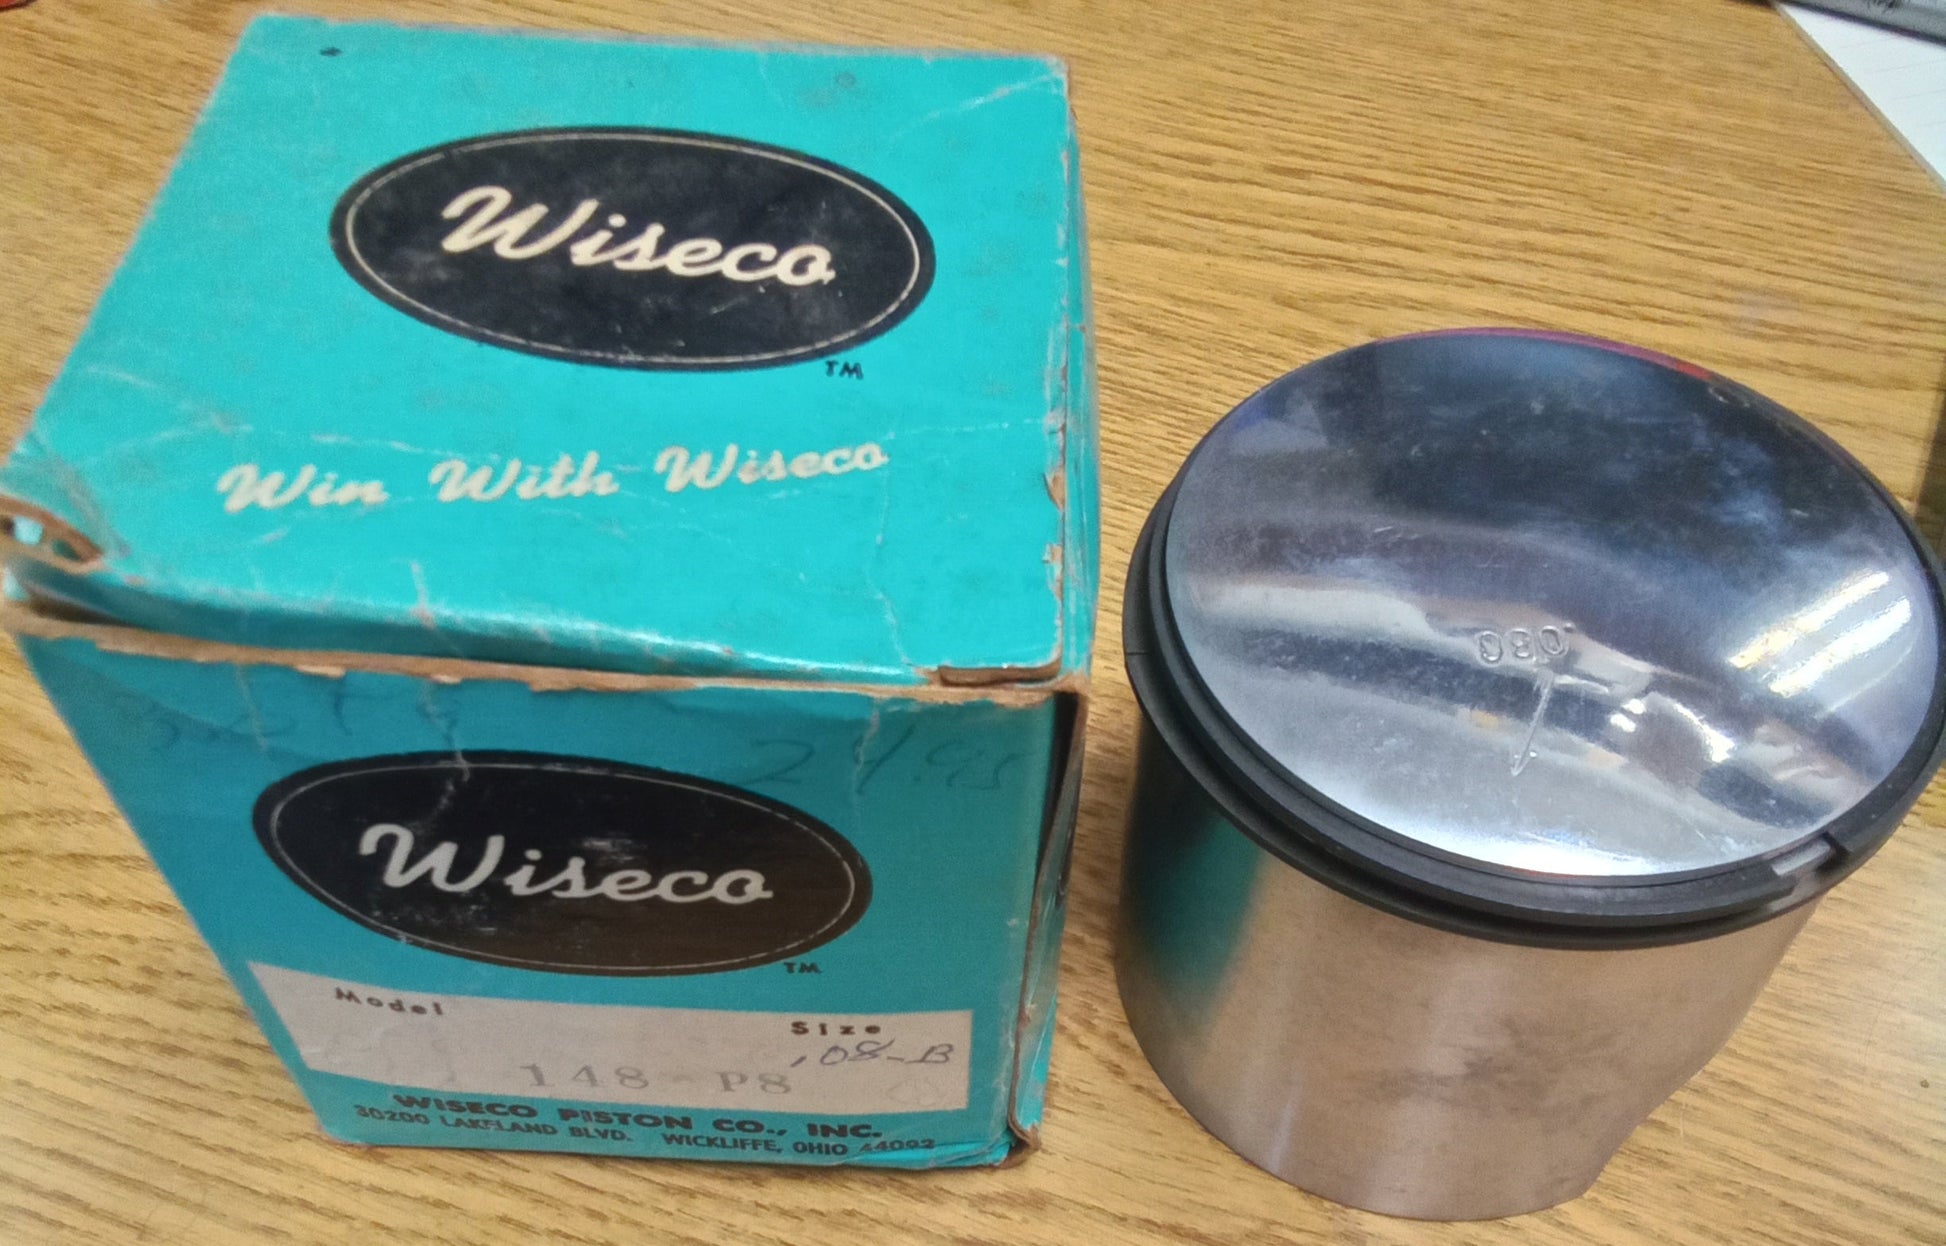 Wiseco
TM
Win With Wiseco
24.95
Wiseco
TM
Model
Size
.08-B
148 P8
WISECO PISTON CO., INC.
30200 LAKELAND BLVD. WICKLIFFE, OHIO 44092
.080